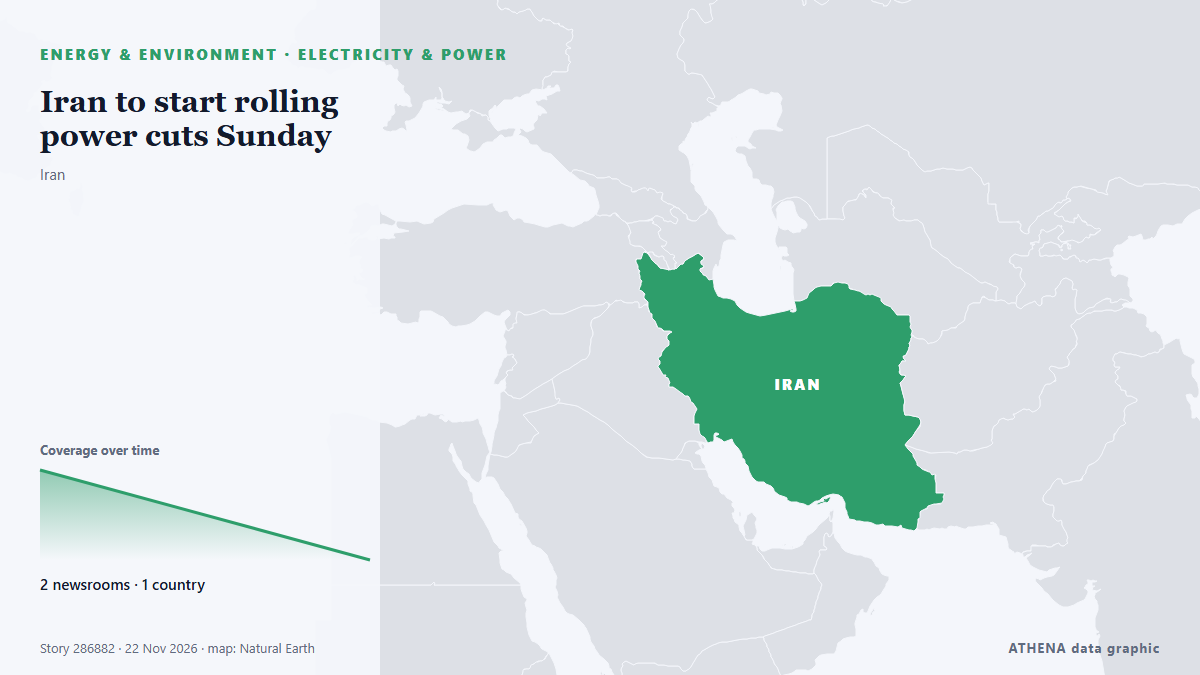 ENERGY & ENVIRONMENT · ELECTRICITY & POWER
Iran to start rolling
power cuts Sunday
Iran
IRAN
Coverage over time
2 newsrooms · 1 country
Story 286882 · 22 Nov 2026 · map: Natural Earth
ATHENA data graphic